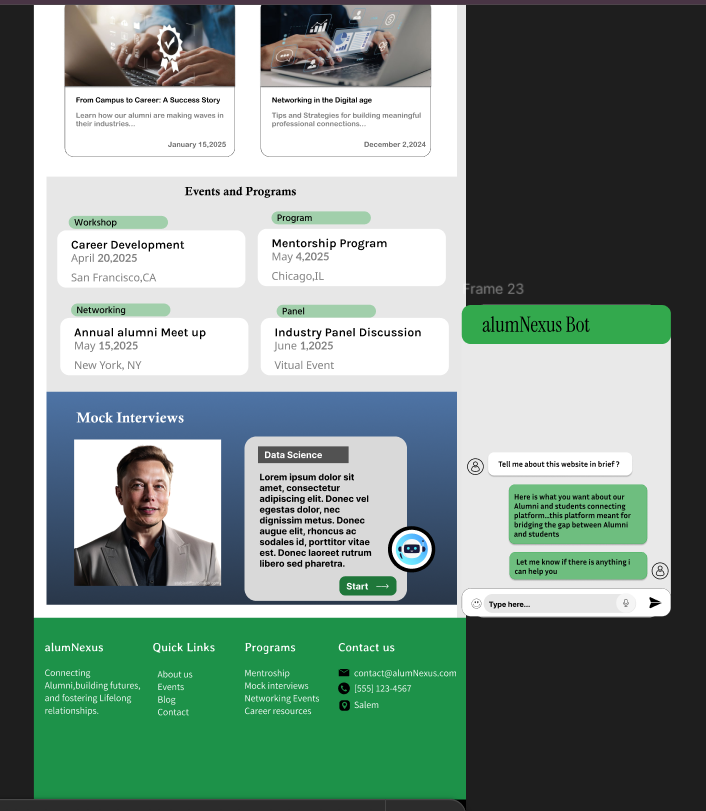 From Campus to Career: A Success Story
Learn how our alumni are making waves in
their industries...
January 15,2025
Networking in the Digital age
Tips and Strategies for building meaningful
professional connections...
December 2,2024
Events and Programs
Workshop
Career Development
April 20,2025
San Francisco,CA
Program
Mentorship Program
May 4,2025
Chicago,IL
Networking
Annual alumni Meet up
May 15,2025
New York, NY
Panel
Industry Panel Discussion
June 1,2025
Vitual Event
Mock Interviews
Data Science
Lorem ipsum dolor sit
amet, consectetur
adipiscing elit. Donec vel
egestas dolor, nec
dignissim metus. Donec
augue elit, rhoncus ac
sodales id, porttitor vitae
est. Donec laoreet rutrum
libero sed pharetra.
Start
Frame 23
alumNexus Bot
Tell me about this website in brief ?
Here is what you want about our
Alumni and students connecting
platform...this platform meant for
bridging the gap between Alumni
and students
Let me know if there is anything i
can help you
Type here...
alumNexus
Connecting
Alumni,building futures,
and fostering Lifelong
relationships.
Quick Links
About us
Events
Blog
Contact
Programs
Mentroship
Mock interviews
Networking Events
Career resources
Contact us
contact@alumNexus.com
[555] 123-4567
Salem